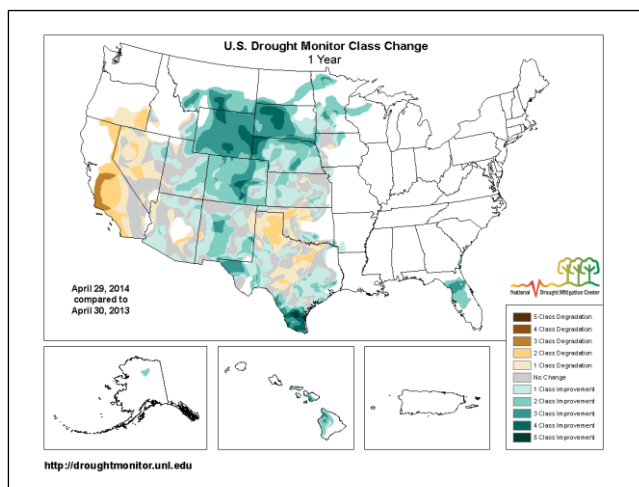 U.S. Drought Monitor Class Change
1 Year
April 29, 2014
compared to
April 30, 2013
National Drought Mitigation Center
5 Class Degradation
4 Class Degradation
3 Class Degradation
2 Class Degradation
1 Class Degradation
No Change
1 Class Improvement
2 Class Improvement
3 Class Improvement
4 Class Improvement
5 Class Improvement
http://droughtmonitor.unl.edu